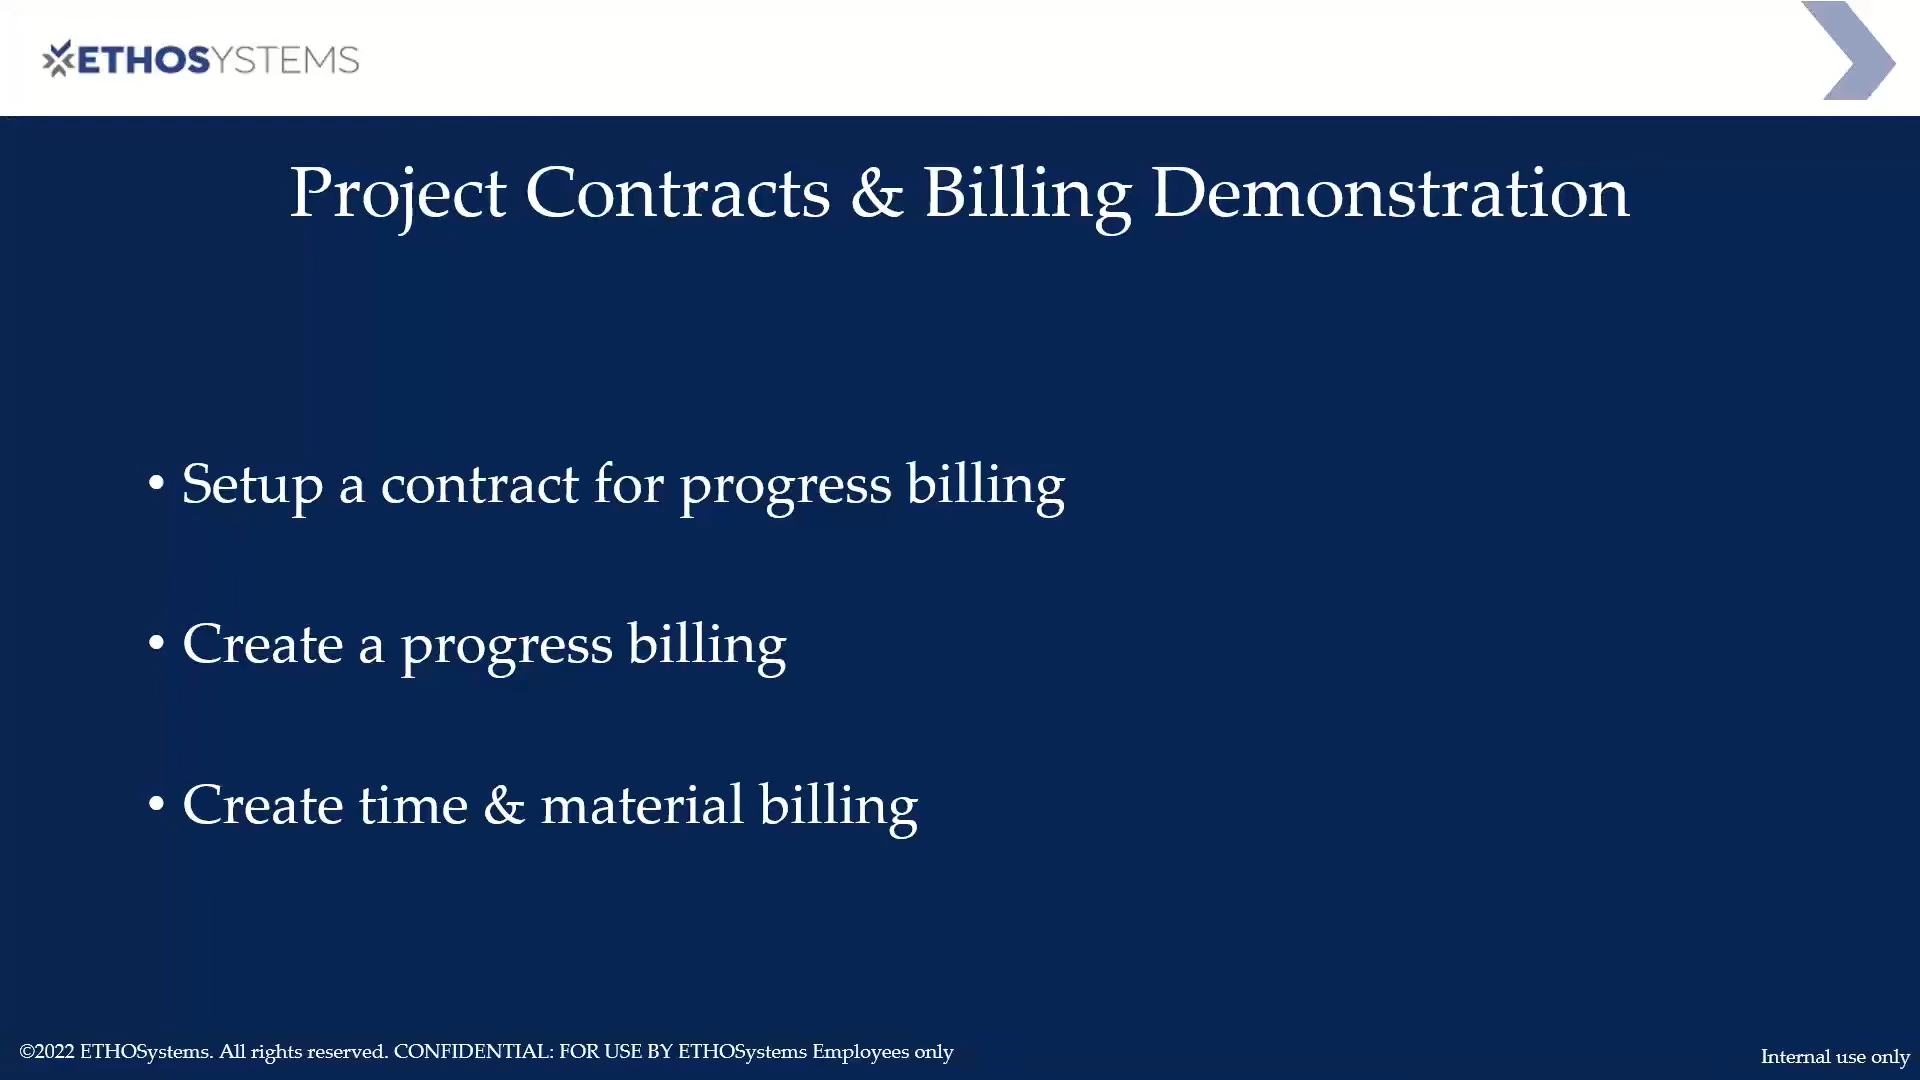 ETHOSYSTEMS
Project Contracts & Billing Demonstration
• Setup a contract for progress billing
• Create a progress billing
• Create time & material billing
©2022 ETHOSystems. All rights reserved. CONFIDENTIAL: FOR USE BY ETHOSystems Employees only
Internal use only